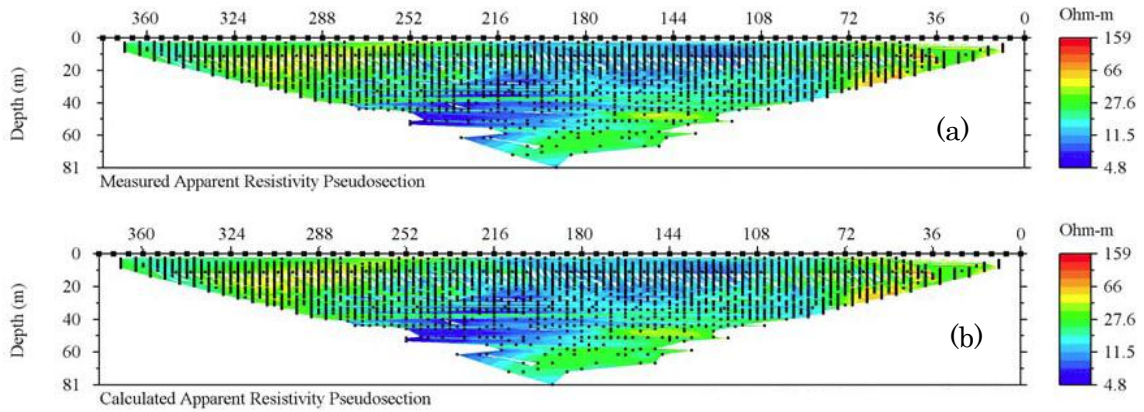 360 324 288 252 216 180 144 108 72 36 0 Ohm-m
0 159
20 66
Depth (m) 40 27.6
60 (a) 11.5
81 4.8
Measured Apparent Resistivity Pseudosection
360 324 288 252 216 180 144 108 72 36 0 Ohm-m
0 159
20 66
Depth (m) 40 27.6
60 (b) 11.5
81 4.8
Calculated Apparent Resistivity Pseudosection